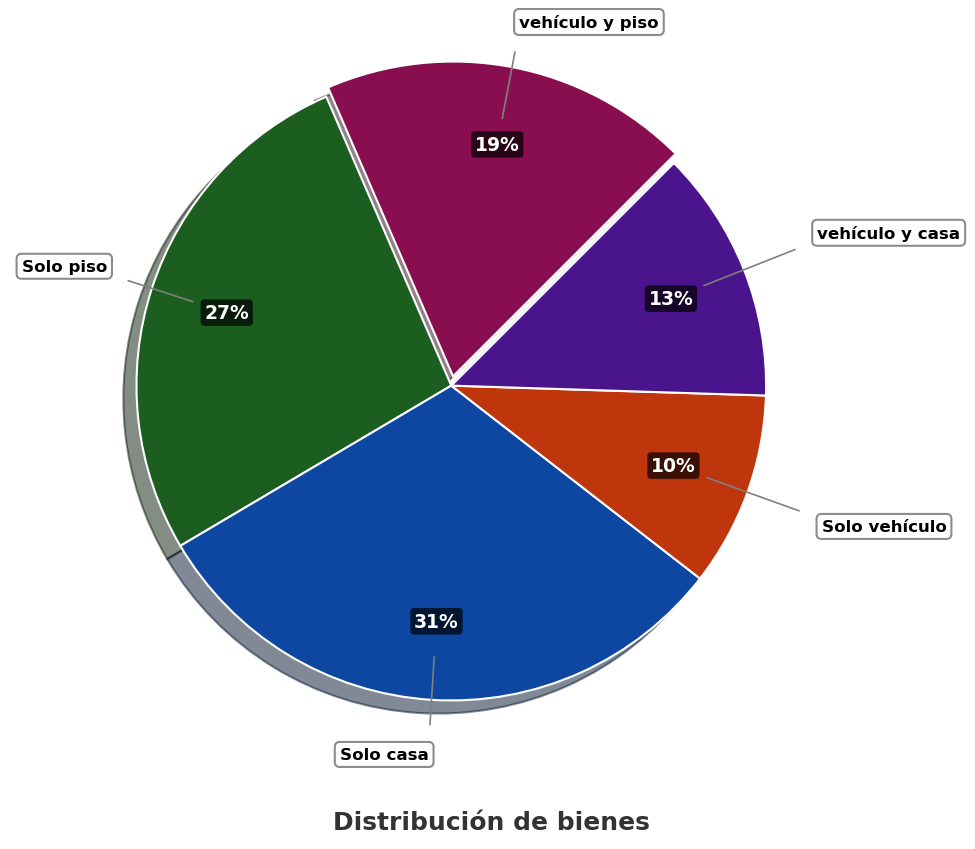 vehículo y piso
19%
vehículo y casa
13%
Solo piso
27%
10%
Solo vehículo
31%
Solo casa
Distribución de bienes